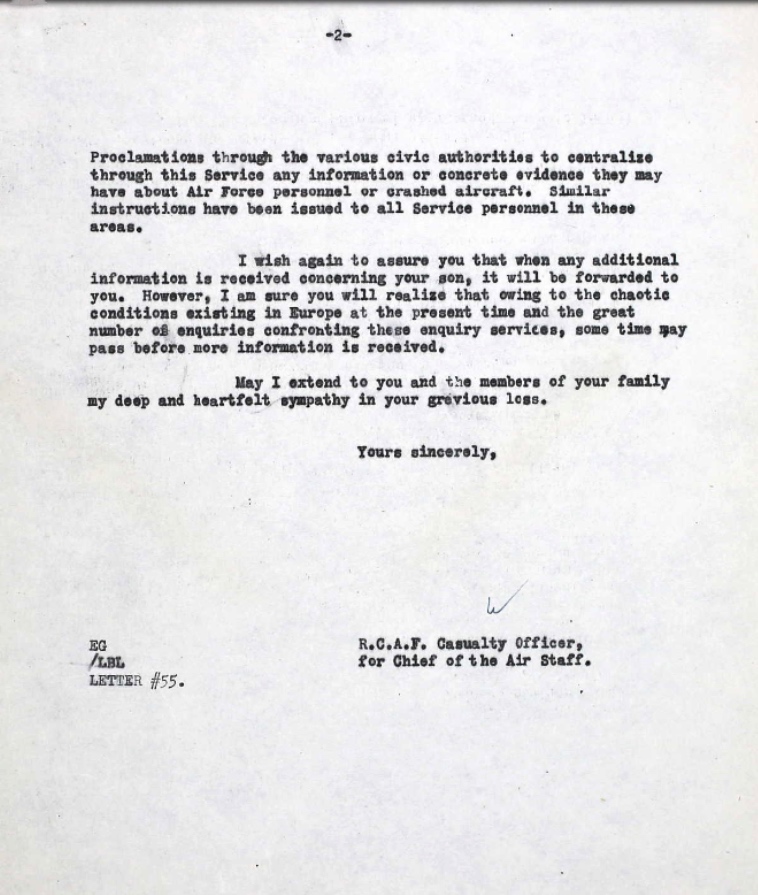 -2-
Proclamations through the various civic authorities to centralize
through this Service any information or concrete evidence they may
have about Air Force personnel or crashed aircraft. Similar
instructions have been issued to all Service personnel in these
areas.
I wish again to assure you that when any additional
information is received concerning your son, it will be forwarded to
you. However, I am sure you will realize that owing to the chaotic
conditions existing in Europe at the present time and the great
number of enquiries confronting these enquiry services, some time may
pass before more information is received.
May I extend to you and the members of your family
my deep and heartfelt sympathy in your grevious loss.
Yours sincerely,
EG
/LBL
LETTER #55.
R.C.A.F. Casualty Officer,
for Chief of the Air Staff.